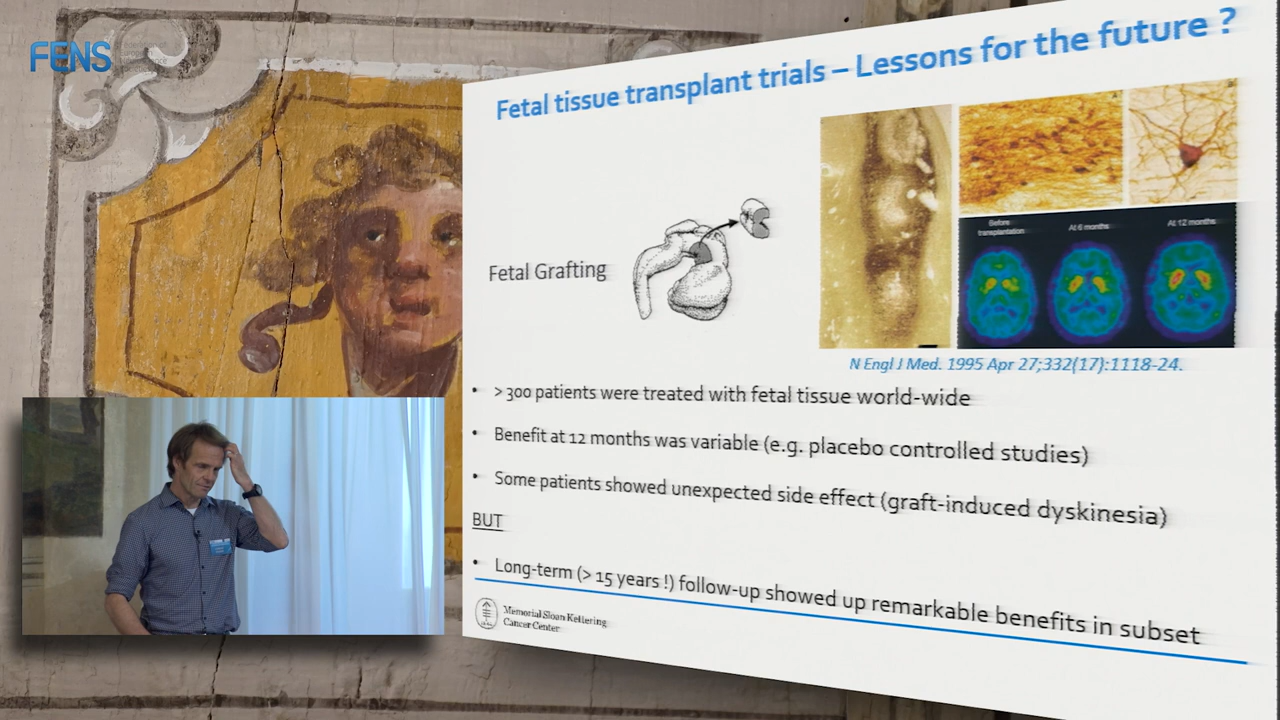 FENS
Fetal tissue transplant trials – Lessons for the future ?
Before
transplantation
At 6 months
At 12 months
Fetal Grafting
N Engl J Med. 1995 Apr 27;332(17):1118-24.
• > 300 patients were treated with fetal tissue world-wide
• Benefit at 12 months was variable (e.g. placebo controlled studies)
• Some patients showed unexpected side effect (graft-induced dyskinesia)
BUT
• Long-term (> 15 years !) follow-up showed up remarkable benefits in subset
Memorial Sloan Kettering
Cancer Center